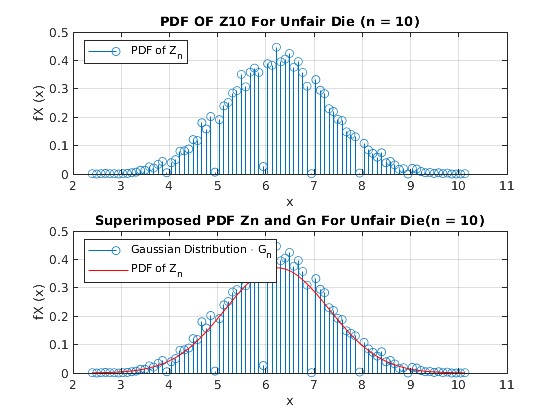 PDF OF Z10 For Unfair Die (n = 10)
0.5
0.4
0.3
0.2
0.1
0
fX (x)
PDF of Zn
2 3 4 5 6 7 8 9 10 11
x
Superimposed PDF Zn and Gn For Unfair Die(n = 10)
0.5
0.4
0.3
0.2
0.1
0
fX (x)
Gaussian Distribution - Gn
PDF of Zn
2 3 4 5 6 7 8 9 10 11
x